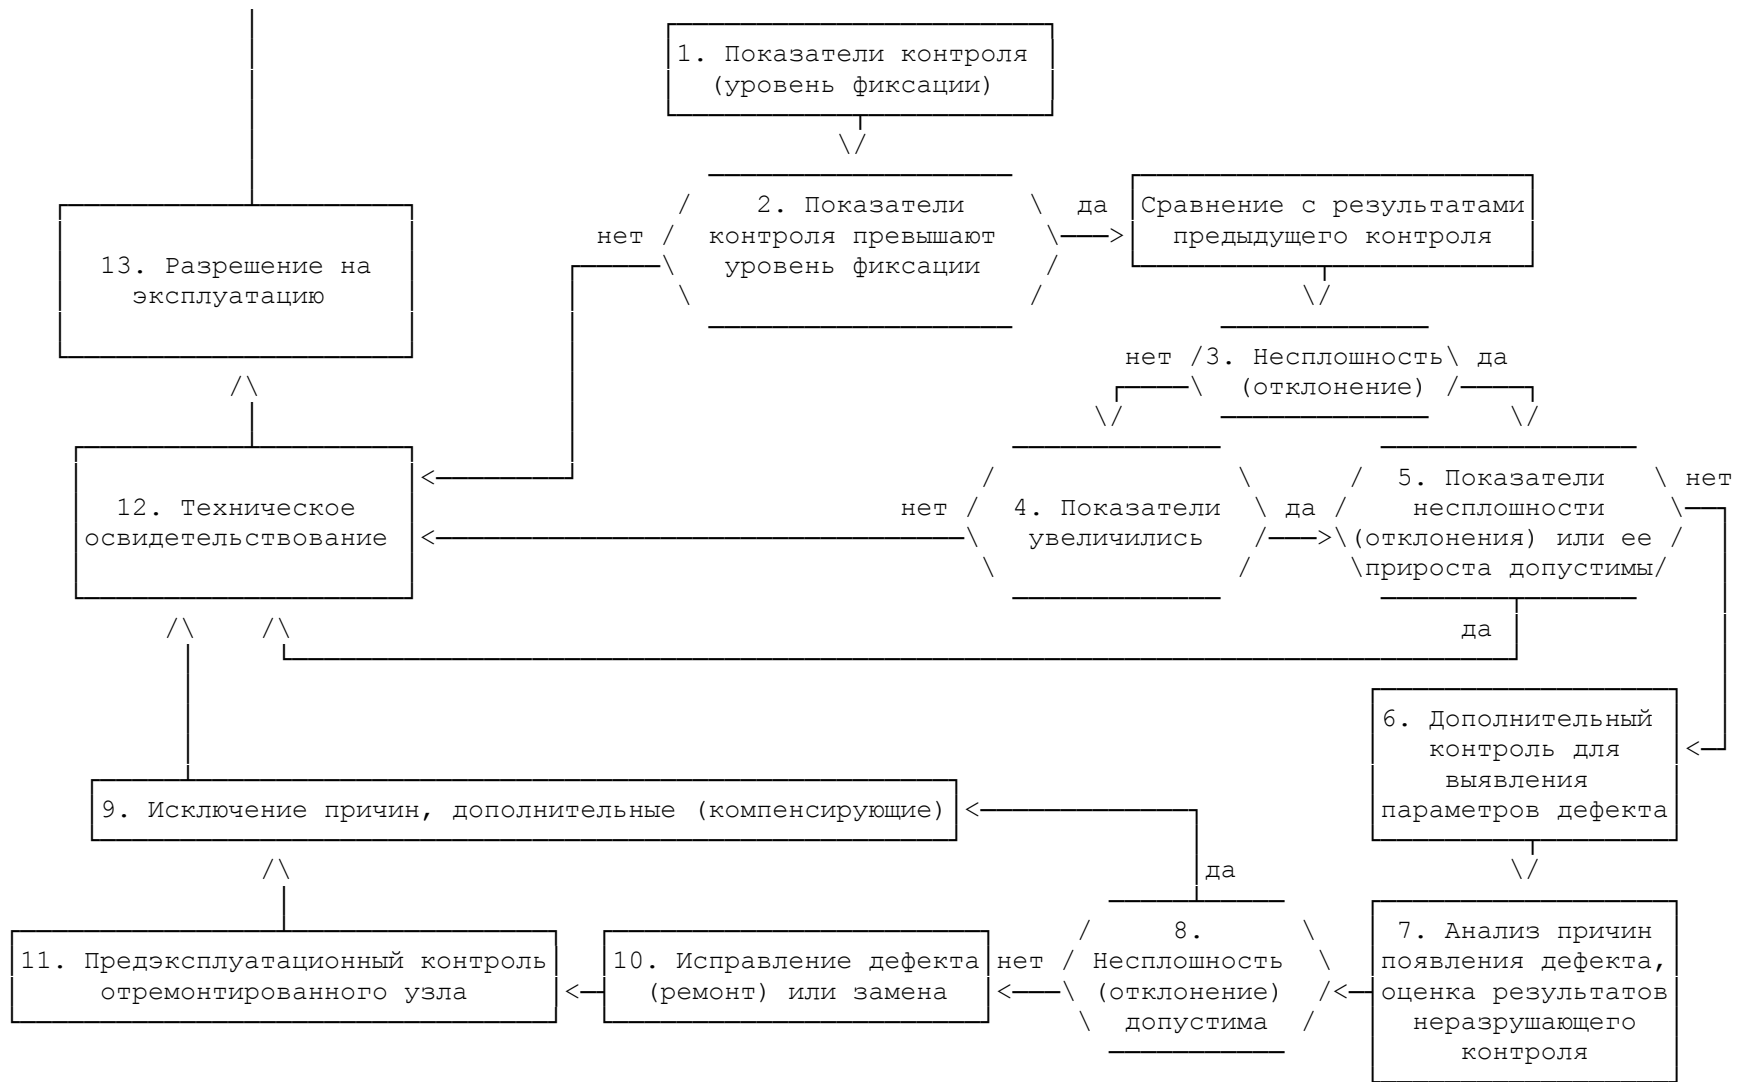 1. Показатели контроля
(уровень фиксации)
2. Показатели
контроля превышают
уровень фиксации
нет
да
Сравнение с результатами
предыдущего контроля
13. Разрешение на
эксплуатацию
нет
3. Несплошность
(отклонение)
да
12. Техническое
освидетельствование
нет
4. Показатели
увеличились
да
5. Показатели
несплошности
(отклонения) или ее
прироста допустимы
нет
да
6. Дополнительный
контроль для
выявления
параметров дефекта
9. Исключение причин, дополнительные (компенсирующие)
да
11. Предэксплуатационный контроль
отремонтированного узла
10. Исправление дефекта
(ремонт) или замена
нет
8.
Несплошность
(отклонение)
допустима
7. Анализ причин
появления дефекта,
оценка результатов
неразрушающего
контроля